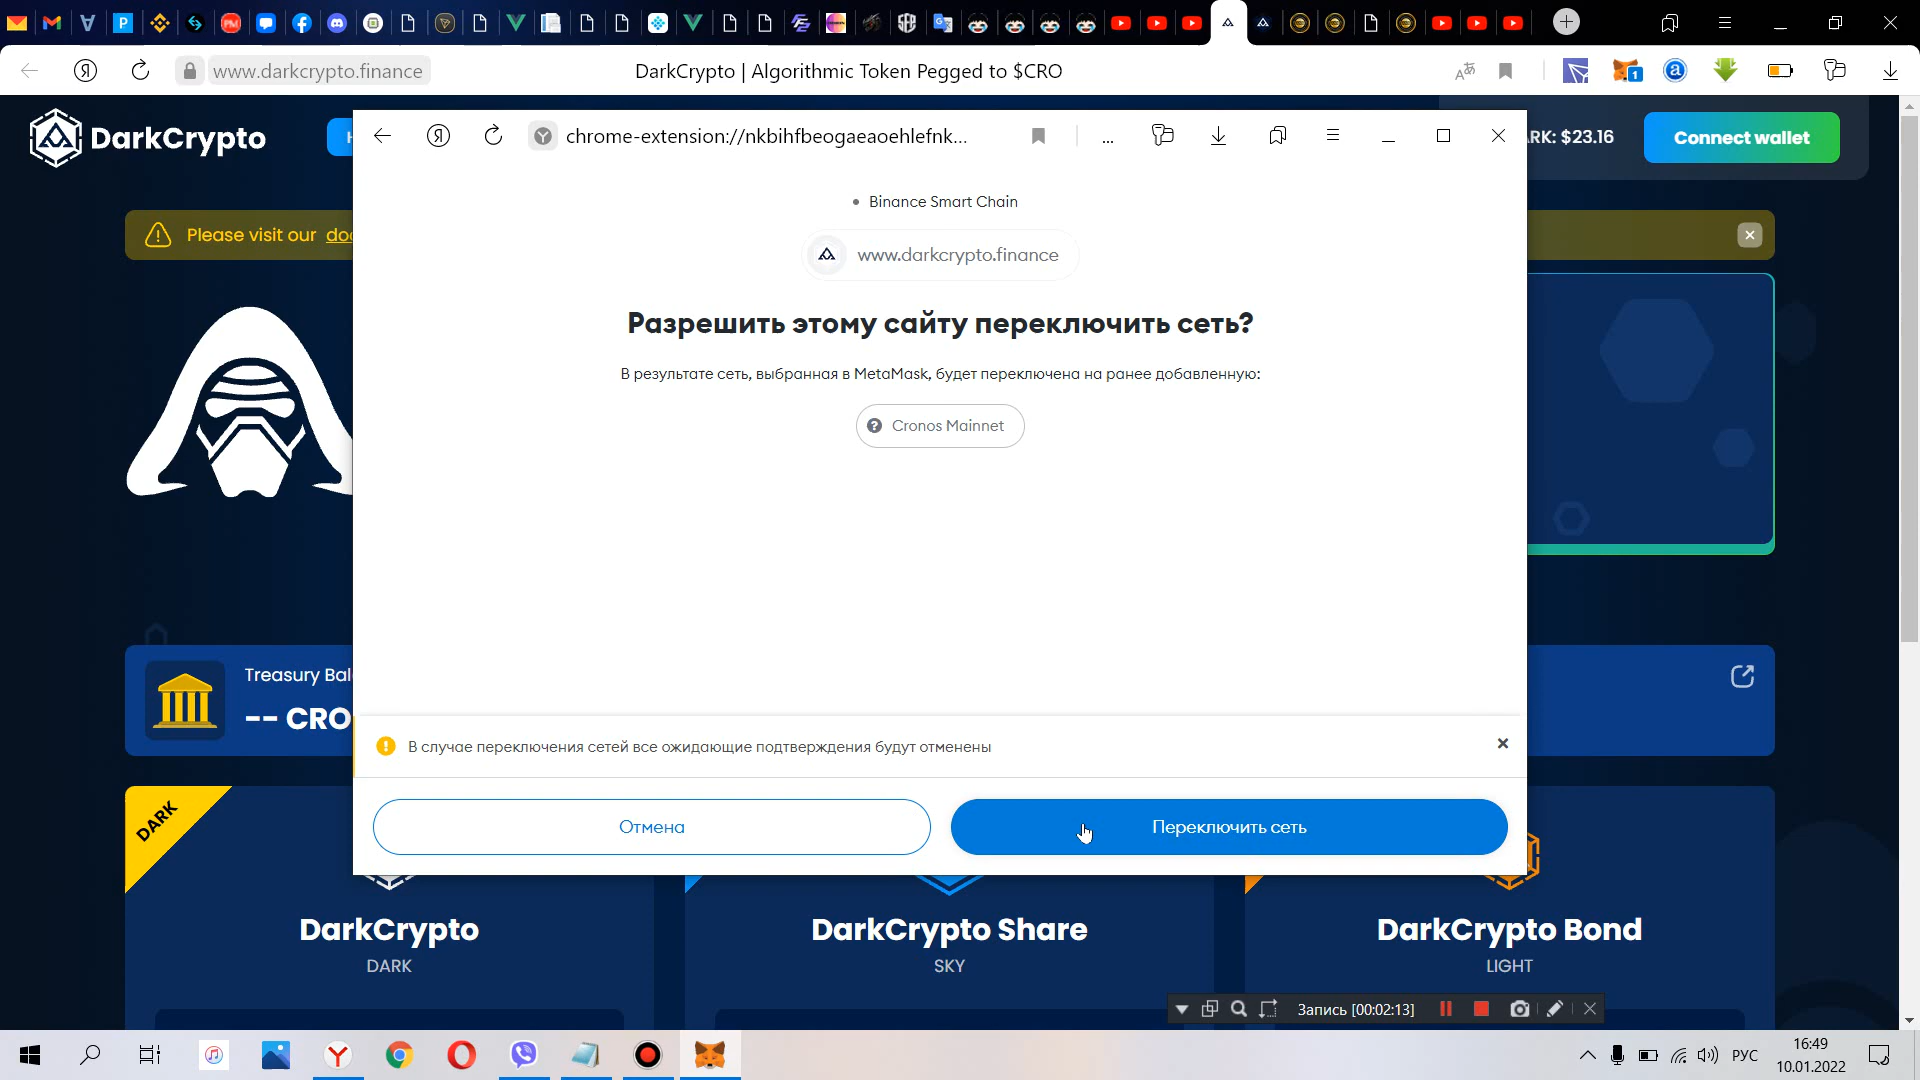 www.darkcrypto.finance
DarkCrypto | Algorithmic Token Pegged to $CRO
1
DarkCrypto
chrome-extension://nkbihfbeogaeaoehlefnk...
RK: $23.16
Connect wallet
Binance Smart Chain
Please visit our
www.darkcrypto.finance
Разрешить этому сайту переключить сеть?
В результате сеть, выбранная в MetaMask, будет переключена на ранее добавленную:
Cronos Mainnet
Treasury Bal
-- CRO
В случае переключения сетей все ожидающие подтверждения будут отменены
DARK
Отмена
Переключить сеть
DarkCrypto
DarkCrypto Share
DarkCrypto Bond
DARK
SKY
LIGHT
Запись [00:02:13]
РУС
16:49
10.01.2022